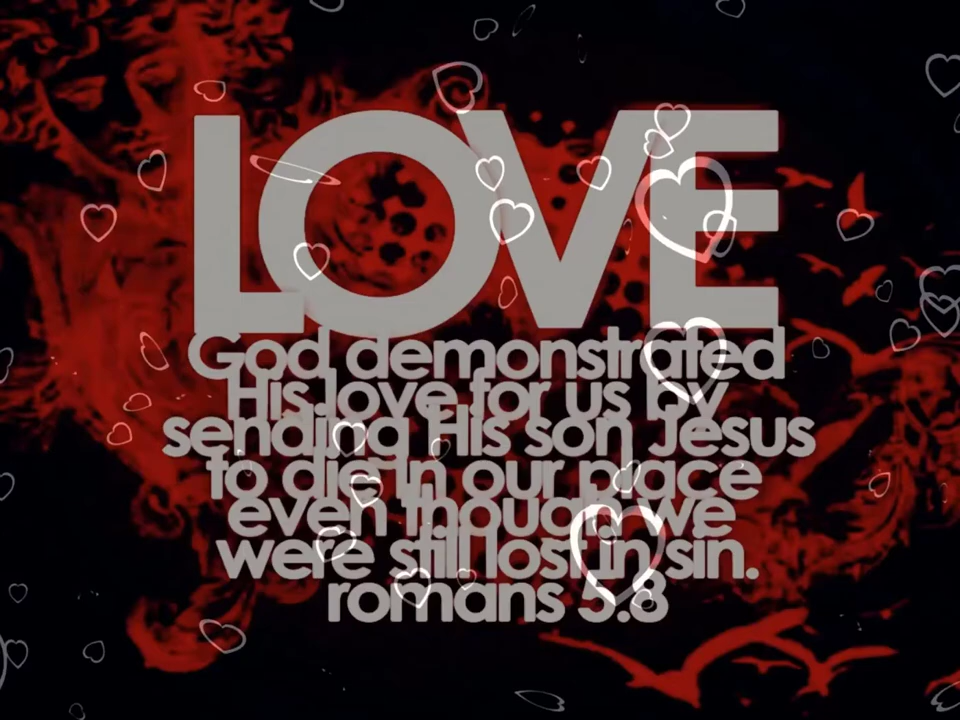 LOVE
God demonstrated
His love for us by
sending His son Jesus
to die in our place
even though we
were still lost in sin.
romans 5.8